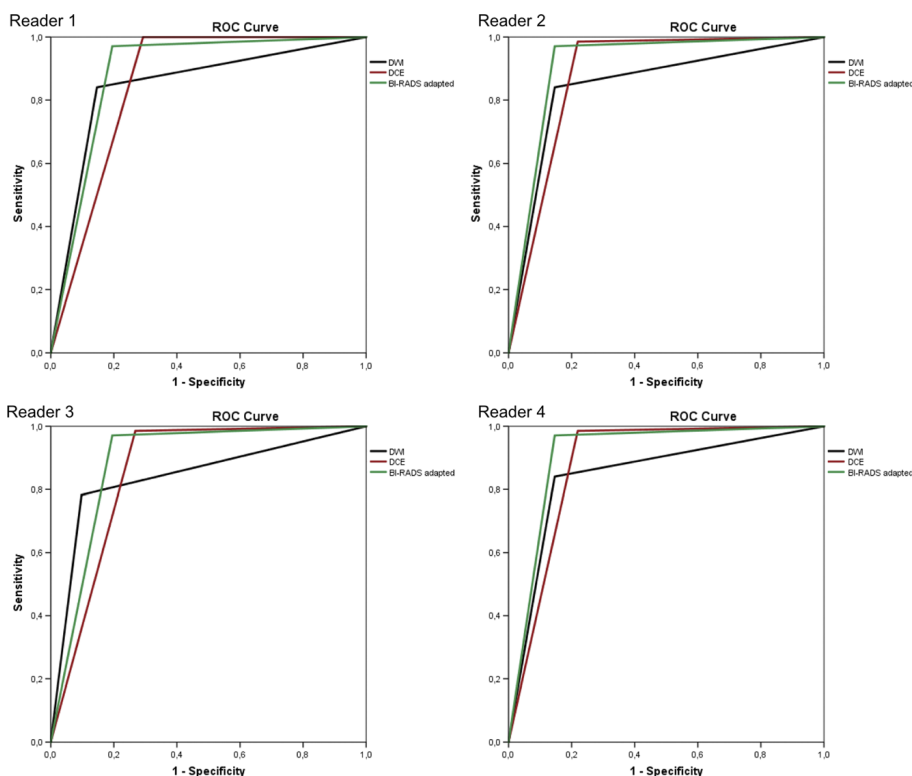 Reader 1
ROC Curve
1,0
0,8
0,6
0,4
0,2
0,0
Sensitivity
0,0 0,2 0,4 0,6 0,8 1,0
1 - Specificity
DWI
DCE
BI-RADS adapted
Reader 2
ROC Curve
1,0
0,8
0,6
0,4
0,2
0,0
Sensitivity
0,0 0,2 0,4 0,6 0,8 1,0
1 - Specificity
DWI
DCE
BI-RADS adapted
Reader 3
ROC Curve
1,0
0,8
0,6
0,4
0,2
0,0
Sensitivity
0,0 0,2 0,4 0,6 0,8 1,0
1 - Specificity
DWI
DCE
BI-RADS adapted
Reader 4
ROC Curve
1,0
0,8
0,6
0,4
0,2
0,0
0,0 0,2 0,4 0,6 0,8 1,0
1 - Specificity
DWI
DCE
BI-RADS adapted